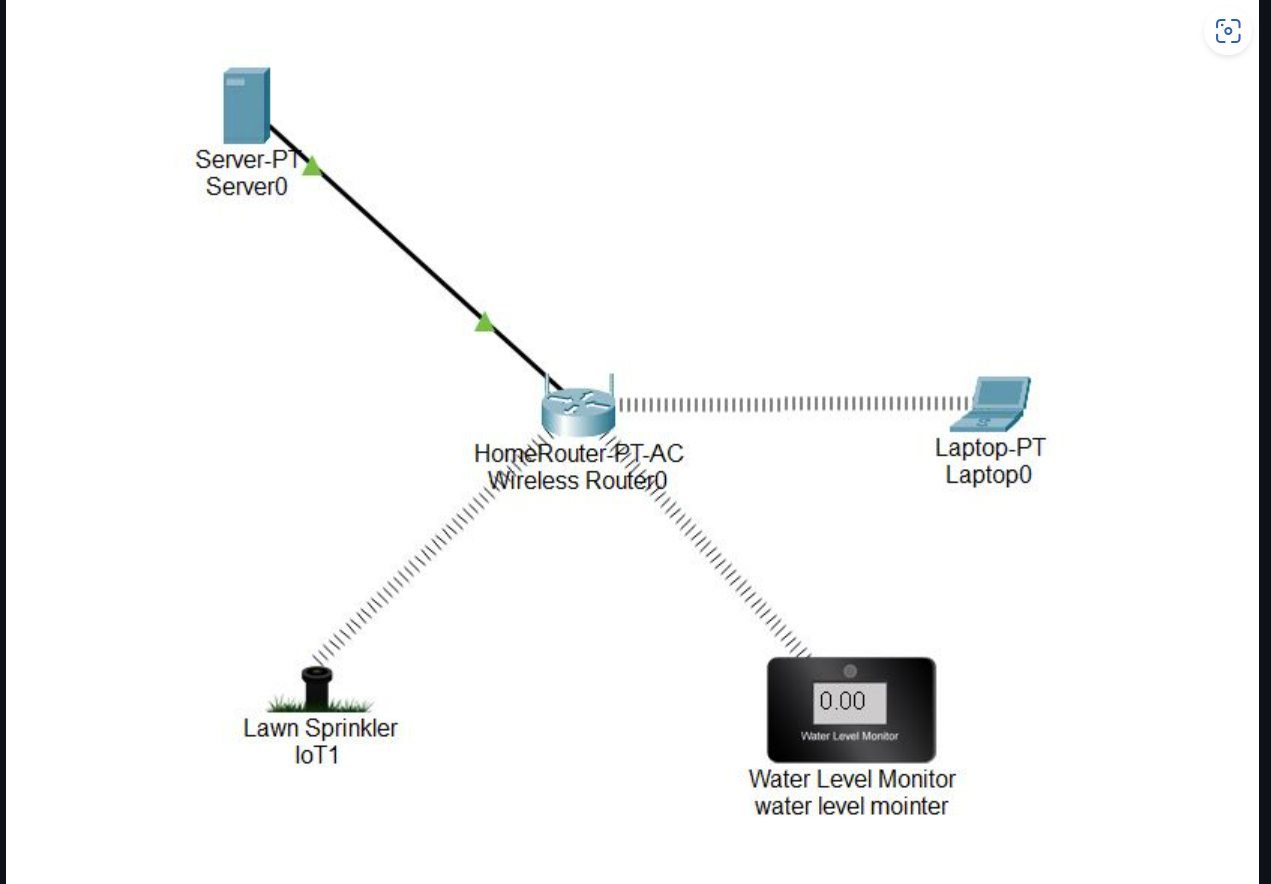 Server-PT
Server0
HomeRouter-PT-AC
Wireless Router0
Laptop-PT
Laptop0
Lawn Sprinkler
IoT1
0.00
Water Level Monitor
Water Level Monitor
water level mointer